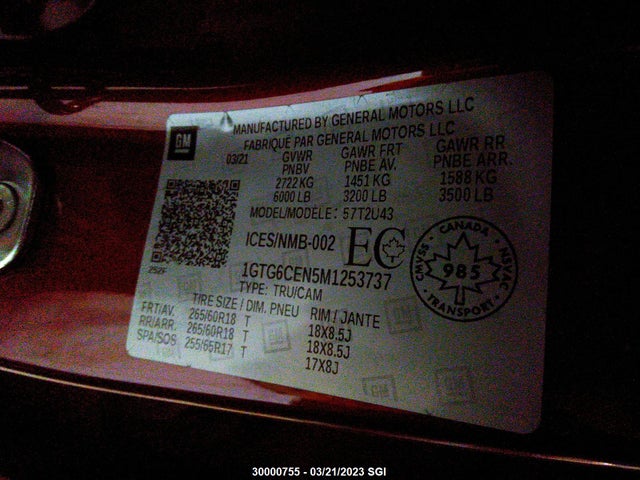 MANUFACTURED BY GENERAL MOTORS LLC
FABRIQUÉ PAR GENERAL MOTORS LLC
GM
03/21 GVWR GAWR FRT GAWR RR
PNBV PNBE AV. PNBE ARR.
2722 KG 1451 KG 1588 KG
6000 LB 3200 LB 3500 LB
MODEL/MODÈLE: 57T2U43
ICES/NMB-002 EC
252F
1GTG6CEN5M1253737
TYPE: TRU/CAM
TIRE SIZE / DIM. PNEU RIM / JANTE
FRT/AV. 265/60R18 T 18X8.5J
RR/ARR. 265/60R18 T 18X8.5J
SPA/SOS 255/65R17 T 17X8J
CANADA
CMVSS 985 NSVAC
TRANSPORT
30000755 - 03/21/2023 SGI